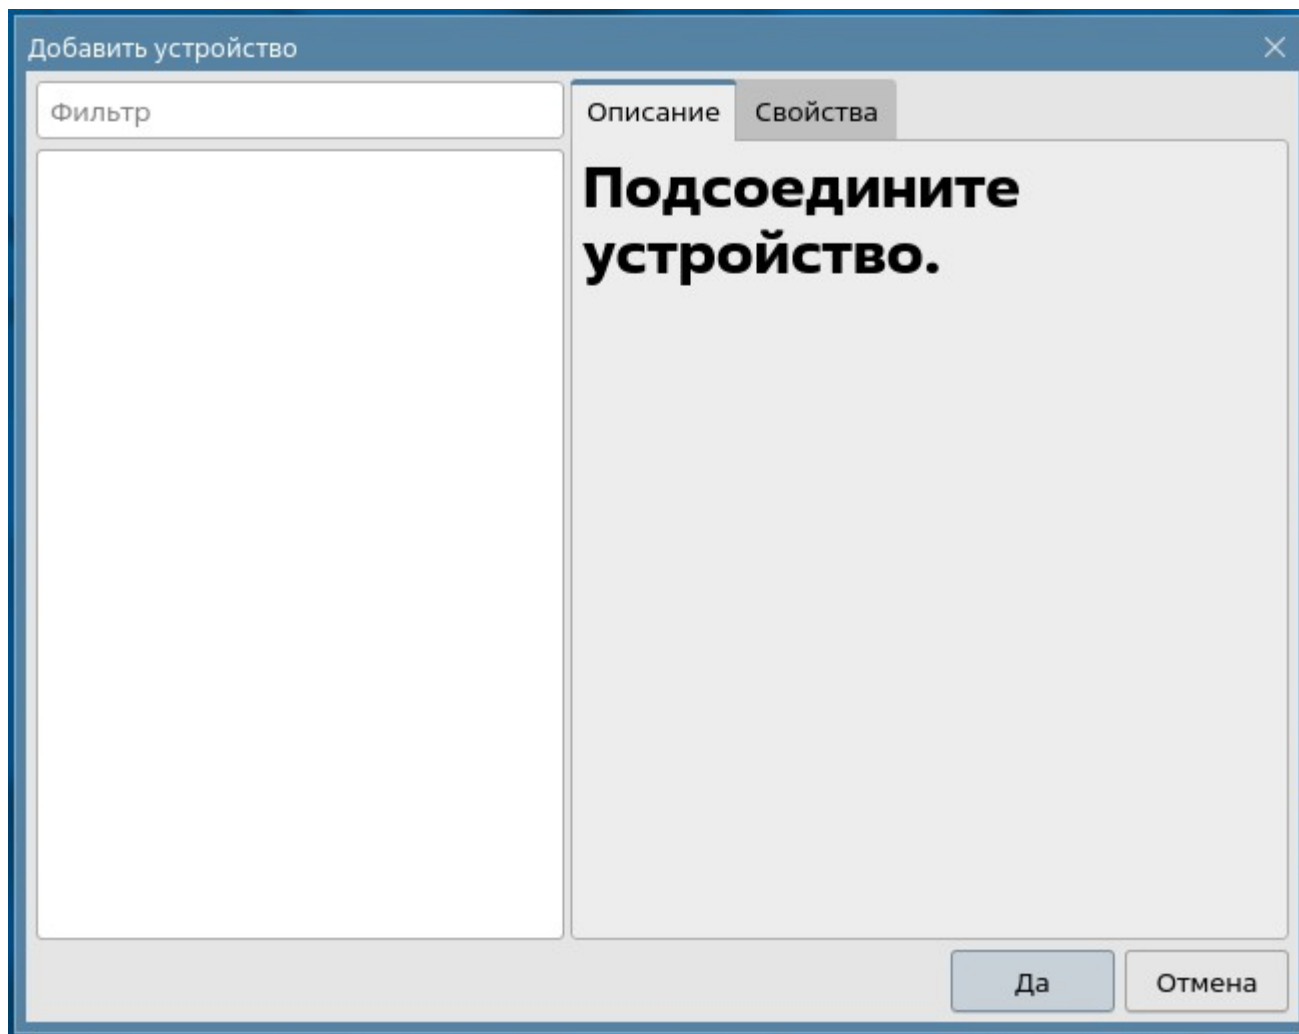 Добавить устройство
Фильтр
Описание Свойства
Подсоедините
устройство.
Да Отмена